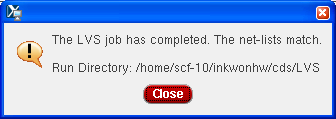 The LVS job has completed. The net-lists match.
Run Directory: /home/scf-10/inkwonhw/cds/LVS
Close